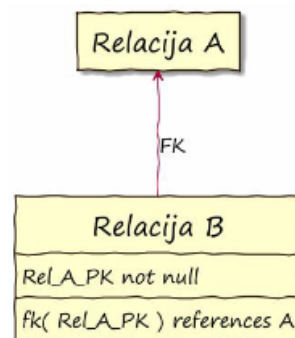 Relacija A
FK
Relacija B
Rel_A_PK not null
fk( Rel_A_PK ) references A